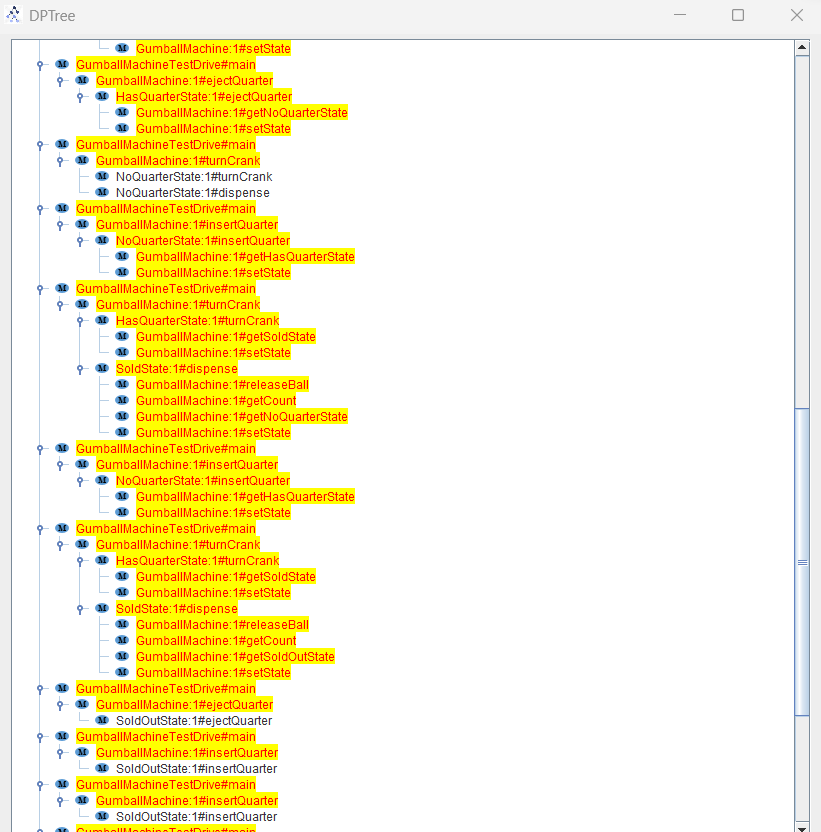 DPTree
GumballMachine:1#setState
GumballMachineTestDrive#main
GumballMachine:1#ejectQuarter
HasQuarterState:1#ejectQuarter
GumballMachine:1#getNoQuarterState
GumballMachine:1#setState
GumballMachineTestDrive#main
GumballMachine:1#turnCrank
NoQuarterState:1#turnCrank
NoQuarterState:1#dispense
GumballMachineTestDrive#main
GumballMachine:1#insertQuarter
NoQuarterState:1#insertQuarter
GumballMachine:1#getHasQuarterState
GumballMachine:1#setState
GumballMachineTestDrive#main
GumballMachine:1#turnCrank
HasQuarterState:1#turnCrank
GumballMachine:1#getSoldState
GumballMachine:1#setState
SoldState:1#dispense
GumballMachine:1#releaseBall
GumballMachine:1#getCount
GumballMachine:1#getNoQuarterState
GumballMachine:1#setState
GumballMachineTestDrive#main
GumballMachine:1#insertQuarter
NoQuarterState:1#insertQuarter
GumballMachine:1#getHasQuarterState
GumballMachine:1#setState
GumballMachineTestDrive#main
GumballMachine:1#turnCrank
HasQuarterState:1#turnCrank
GumballMachine:1#getSoldState
GumballMachine:1#setState
SoldState:1#dispense
GumballMachine:1#releaseBall
GumballMachine:1#getCount
GumballMachine:1#getSoldOutState
GumballMachine:1#setState
GumballMachineTestDrive#main
GumballMachine:1#ejectQuarter
SoldOutState:1#ejectQuarter
GumballMachineTestDrive#main
GumballMachine:1#insertQuarter
SoldOutState:1#insertQuarter
GumballMachineTestDrive#main
GumballMachine:1#insertQuarter
SoldOutState:1#insertQuarter
GumballMachineTestDrive#main